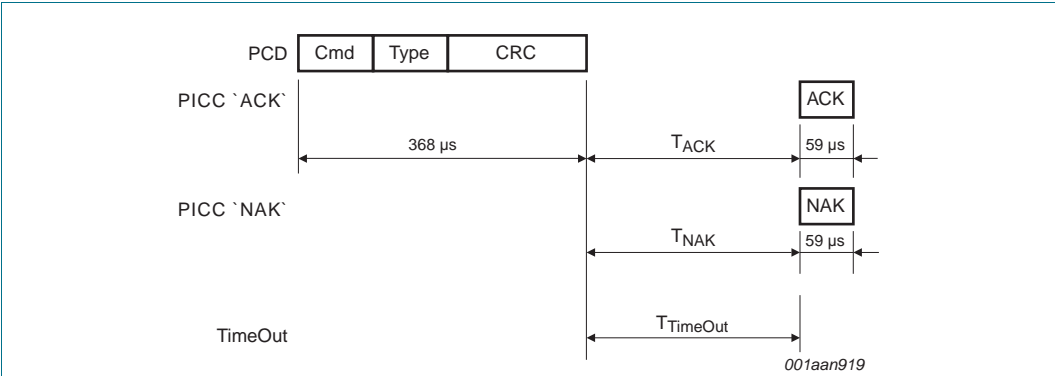 PCD Cmd Type CRC
PICC `ACK` ACK
368 μs TACK 59 μs
PICC `NAK` NAK
TNAK 59 μs
TimeOut TTimeOut
001aan919